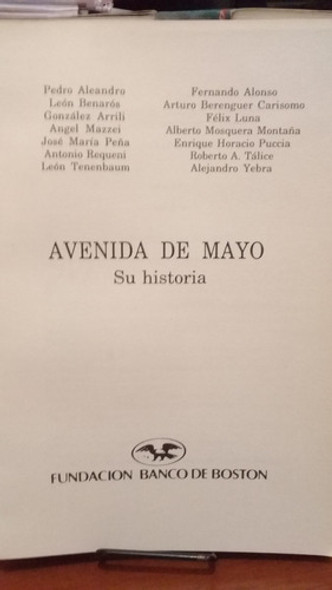 Pedro Aleandro
León Benarós
González Arrili
Angel Mazzei
José María Peña
Antonio Requeni
León Tenenbaum
Fernando Alonso
Arturo Berenguer Carisomo
Félix Luna
Alberto Mosquera Montaña
Enrique Horacio Puccia
Roberto A. Tálice
Alejandro Yebra
AVENIDA DE MAYO
Su historia
FUNDACION BANCO DE BOSTON